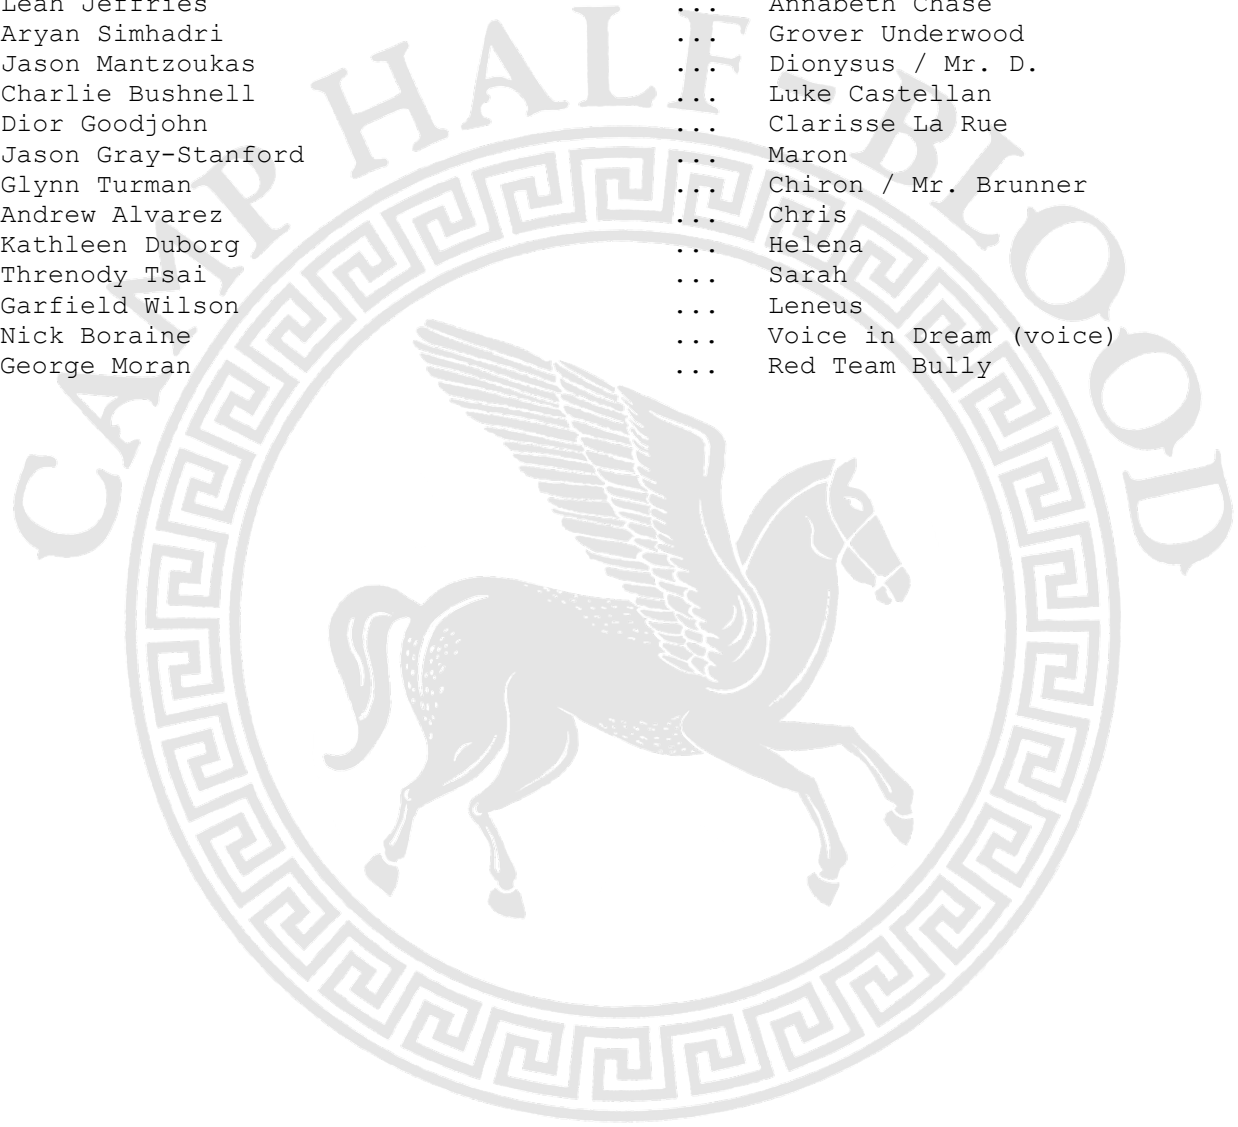 Leah Jeffries ... Annabeth Chase
Aryan Simhadri ... Grover Underwood
Jason Mantzoukas ... Dionysus / Mr. D.
Charlie Bushnell ... Luke Castellan
Dior Goodjohn ... Clarisse La Rue
Jason Gray-Stanford ... Maron
Glynn Turman ... Chiron / Mr. Brunner
Andrew Alvarez ... Chris
Kathleen Duborg ... Helena
Threnody Tsai ... Sarah
Garfield Wilson ... Leneus
Nick Boraine ... Voice in Dream (voice)
George Moran ... Red Team Bully
CAMP HALF-BLOOD